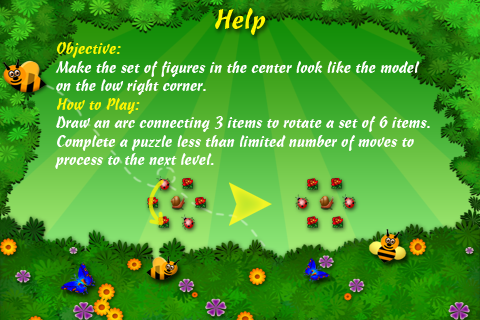 Help
Objective:
Make the set of figures in the center look like the model
on the low right corner.
How to Play:
Draw an arc connecting 3 items to rotate a set of 6 items.
Complete a puzzle less than limited number of moves to
process to the next level.